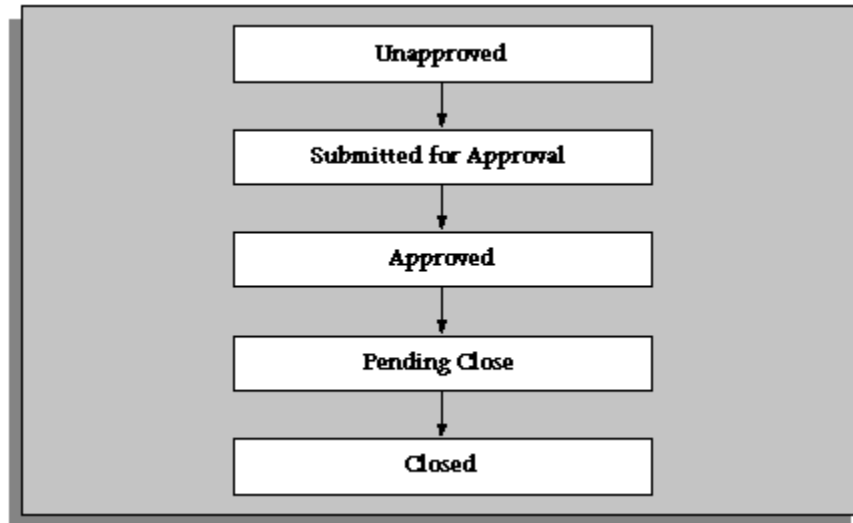 Unapproved
Submitted for Approval
Approved
Pending Close
Closed